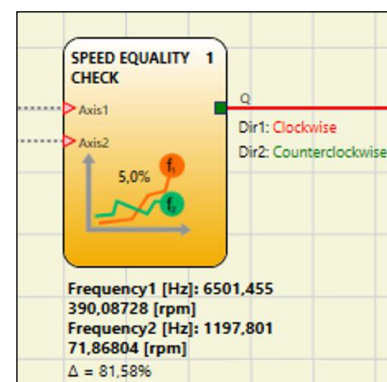 SPEED EQUALITY 1
CHECK
Axis1
Q
Dir1: Clockwise
Axis2
Dir2: Counterclockwise
5,0%
f₁
f₂
Frequency1 [Hz]: 6501,455
390,08728 [rpm]
Frequency2 [Hz]: 1197,801
71,86804 [rpm]
Δ = 81,58%